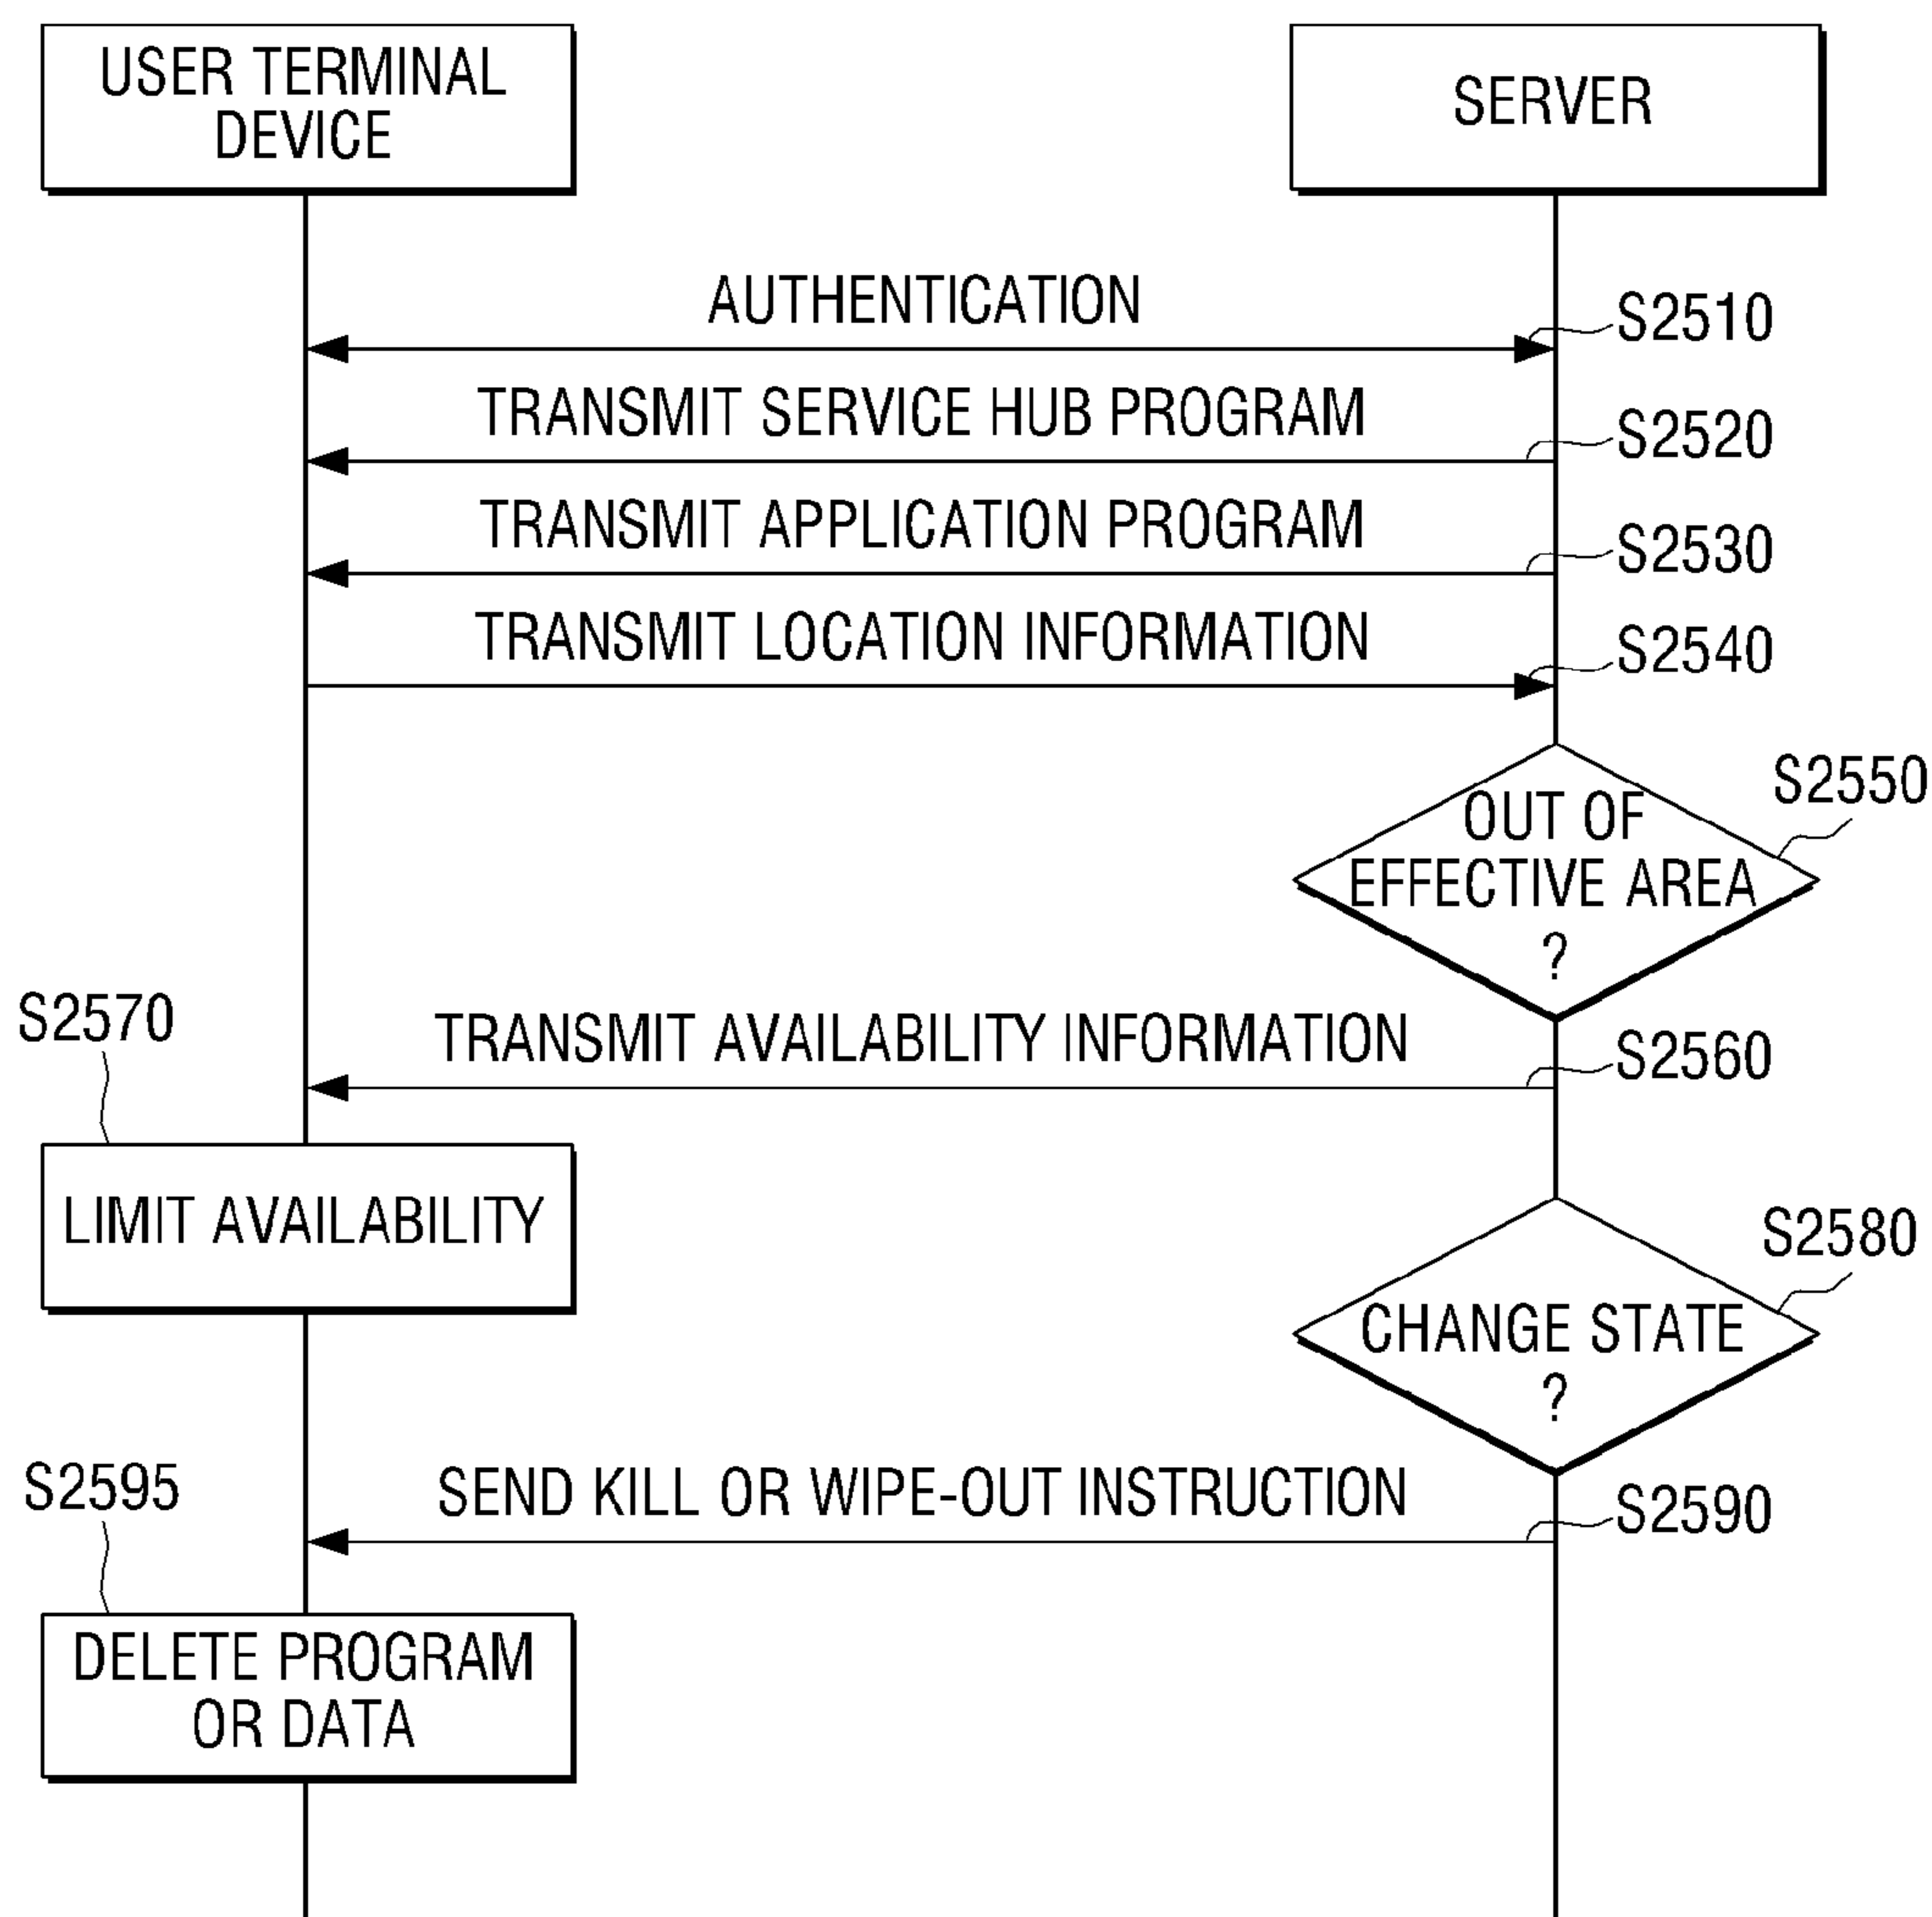 USER TERMINAL
DEVICE
SERVER
AUTHENTICATION
S2510
TRANSMIT SERVICE HUB PROGRAM
S2520
TRANSMIT APPLICATION PROGRAM
S2530
TRANSMIT LOCATION INFORMATION
S2540
S2550
OUT OF
EFFECTIVE AREA
?
S2570
TRANSMIT AVAILABILITY INFORMATION
S2560
LIMIT AVAILABILITY
S2580
CHANGE STATE
?
S2595
SEND KILL OR WIPE-OUT INSTRUCTION
S2590
DELETE PROGRAM
OR DATA